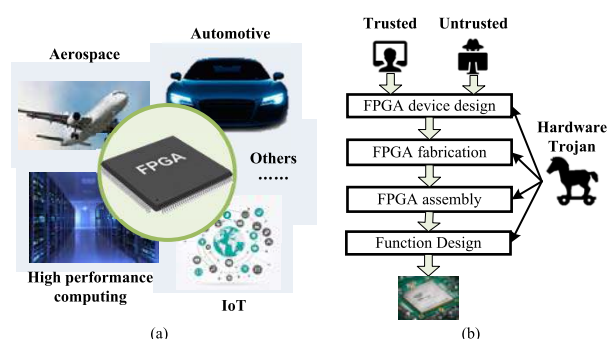 Automotive
Aerospace
FPGA
Others
......
High performance
computing
IoT
(a)
Trusted
Untrusted
FPGA device design
FPGA fabrication
FPGA assembly
Function Design
Hardware
Trojan
(b)